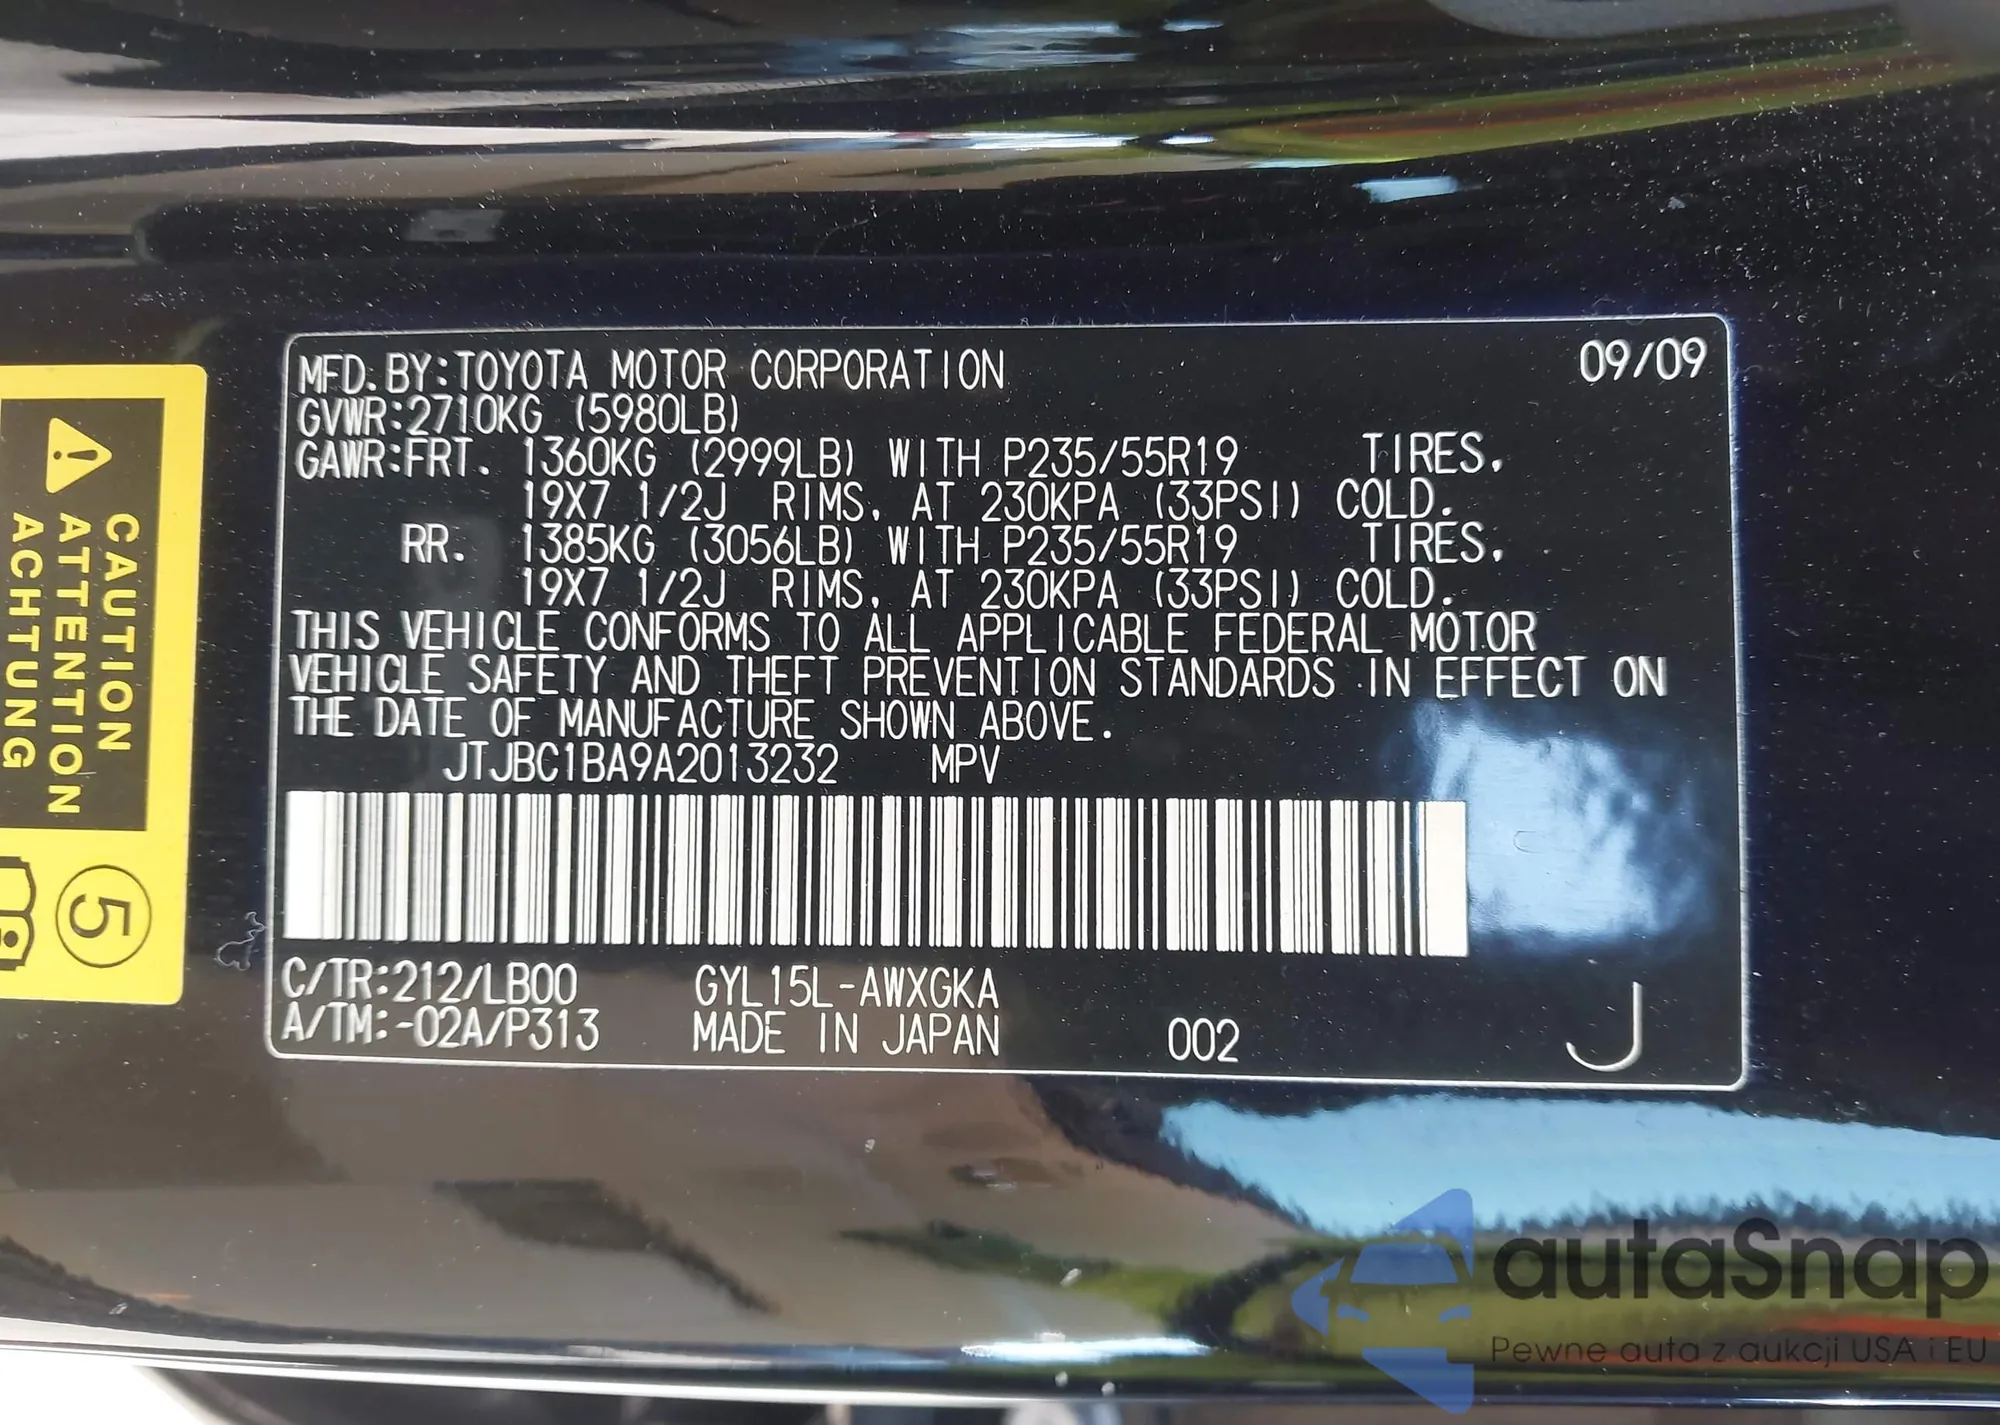 MFD.BY:TOYOTA MOTOR CORPORATION 09/09
GVWR:2710KG (5980LB)
GAWR:FRT. 1360KG (2999LB) WITH P235/55R19 TIRES,
19X7 1/2J RIMS, AT 230KPA (33PSI) COLD.
RR. 1385KG (3056LB) WITH P235/55R19 TIRES,
19X7 1/2J RIMS, AT 230KPA (33PSI) COLD.
THIS VEHICLE CONFORMS TO ALL APPLICABLE FEDERAL MOTOR
VEHICLE SAFETY AND THEFT PREVENTION STANDARDS IN EFFECT ON
THE DATE OF MANUFACTURE SHOWN ABOVE.
JTJBC1BA9A2013232 MPV
C/TR:212/LB00 GYL15L-AWXGKA
A/TM:-02A/P313 MADE IN JAPAN 002 J
CAUTION
ATTENTION
ACHTUNG
5
autaSnap
Pewne auta z aukcji USA i EU